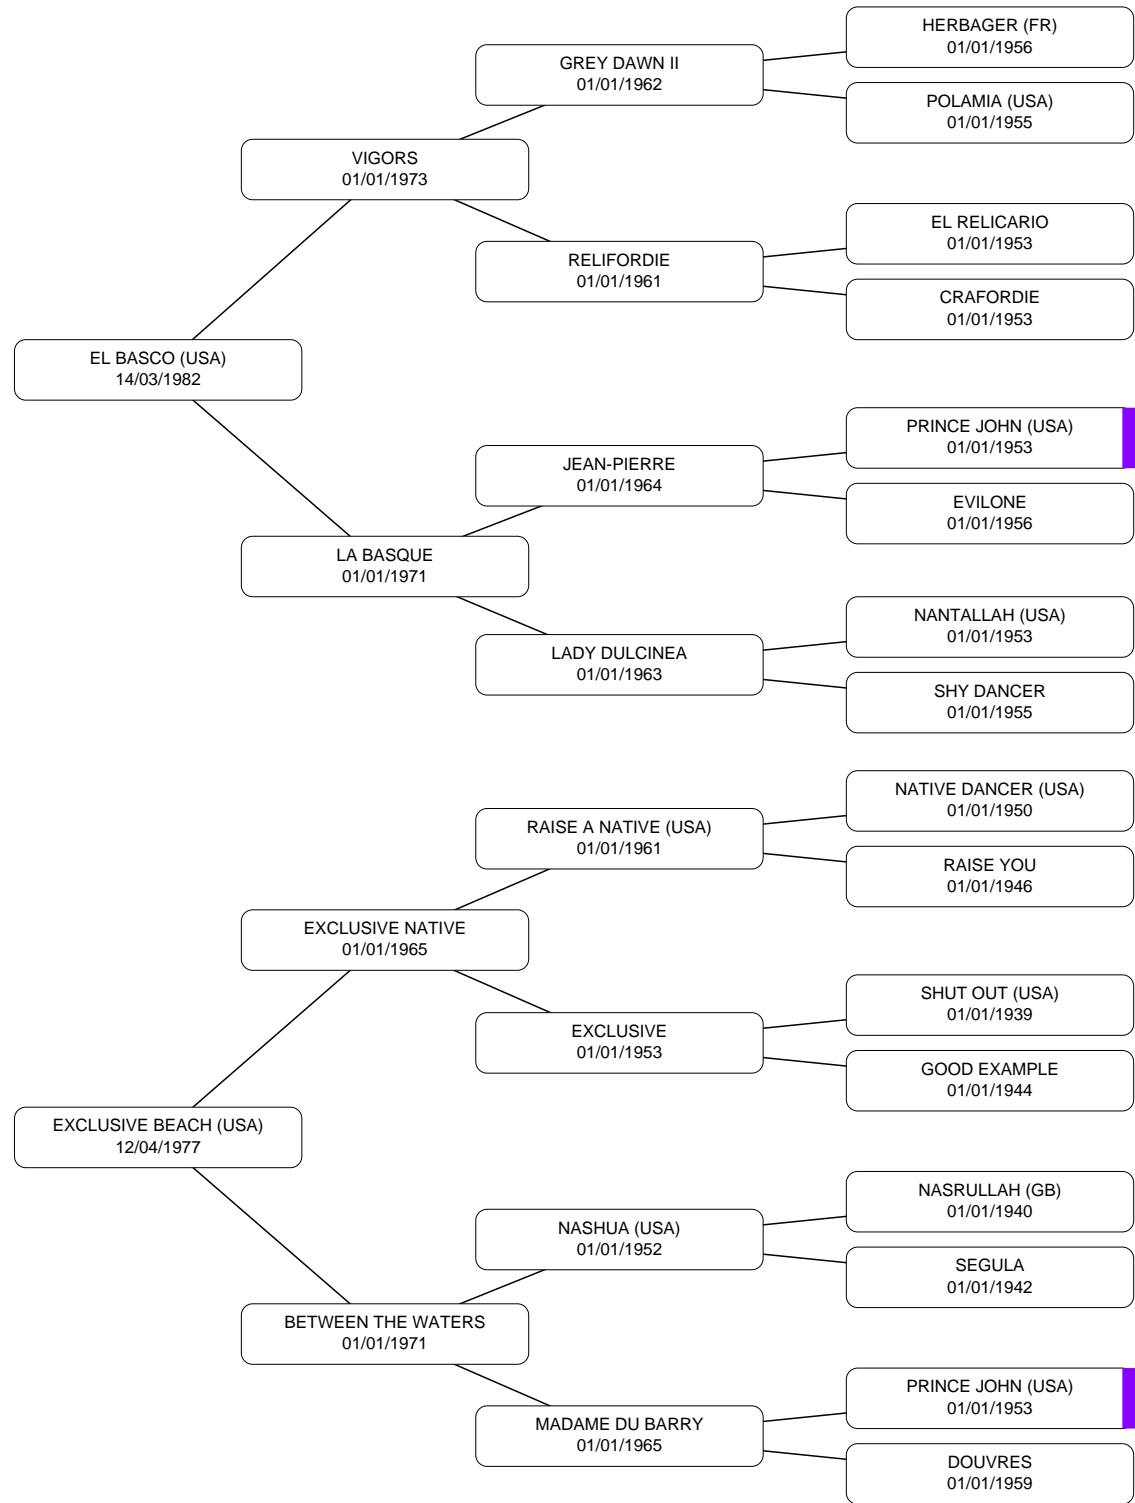 HERBAGER (FR)
01/01/1956
GREY DAWN II
01/01/1962
POLAMIA (USA)
01/01/1955
VIGORS
01/01/1973
EL RELICARIO
01/01/1953
RELIFORDIE
01/01/1961
CRAFORDIE
01/01/1953
EL BASCO (USA)
14/03/1982
PRINCE JOHN (USA)
01/01/1953
JEAN-PIERRE
01/01/1964
EVILONE
01/01/1956
LA BASQUE
01/01/1971
NANTALLAH (USA)
01/01/1953
LADY DULCINEA
01/01/1963
SHY DANCER
01/01/1955
NATIVE DANCER (USA)
01/01/1950
RAISE A NATIVE (USA)
01/01/1961
RAISE YOU
01/01/1946
EXCLUSIVE NATIVE
01/01/1965
SHUT OUT (USA)
01/01/1939
EXCLUSIVE
01/01/1953
GOOD EXAMPLE
01/01/1944
EXCLUSIVE BEACH (USA)
12/04/1977
NASRULLAH (GB)
01/01/1940
NASHUA (USA)
01/01/1952
SEGULA
01/01/1942
BETWEEN THE WATERS
01/01/1971
PRINCE JOHN (USA)
01/01/1953
MADAME DU BARRY
01/01/1965
DOUVRES
01/01/1959